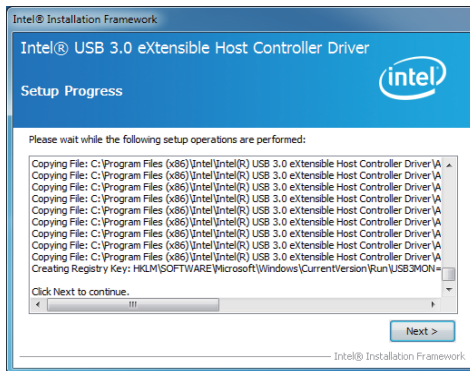 Intel® Installation Framework
Intel® USB 3.0 eXtensible Host Controller Driver
intel
Setup Progress
Please wait while the following setup operations are performed:
Copying File: C:\Program Files (x86)\Intel\Intel(R) USB 3.0 eXtensible Host Controller Driver\A
Copying File: C:\Program Files (x86)\Intel\Intel(R) USB 3.0 eXtensible Host Controller Driver\A
Copying File: C:\Program Files (x86)\Intel\Intel(R) USB 3.0 eXtensible Host Controller Driver\A
Copying File: C:\Program Files (x86)\Intel\Intel(R) USB 3.0 eXtensible Host Controller Driver\A
Copying File: C:\Program Files (x86)\Intel\Intel(R) USB 3.0 eXtensible Host Controller Driver\A
Copying File: C:\Program Files (x86)\Intel\Intel(R) USB 3.0 eXtensible Host Controller Driver\A
Copying File: C:\Program Files (x86)\Intel\Intel(R) USB 3.0 eXtensible Host Controller Driver\A
Copying File: C:\Program Files (x86)\Intel\Intel(R) USB 3.0 eXtensible Host Controller Driver\A
Copying File: C:\Program Files (x86)\Intel\Intel(R) USB 3.0 eXtensible Host Controller Driver\A
Creating Registry Key: HKLM\SOFTWARE\Microsoft\Windows\CurrentVersion\Run\USB3MON=
Click Next to continue.
Next >
Intel® Installation Framework